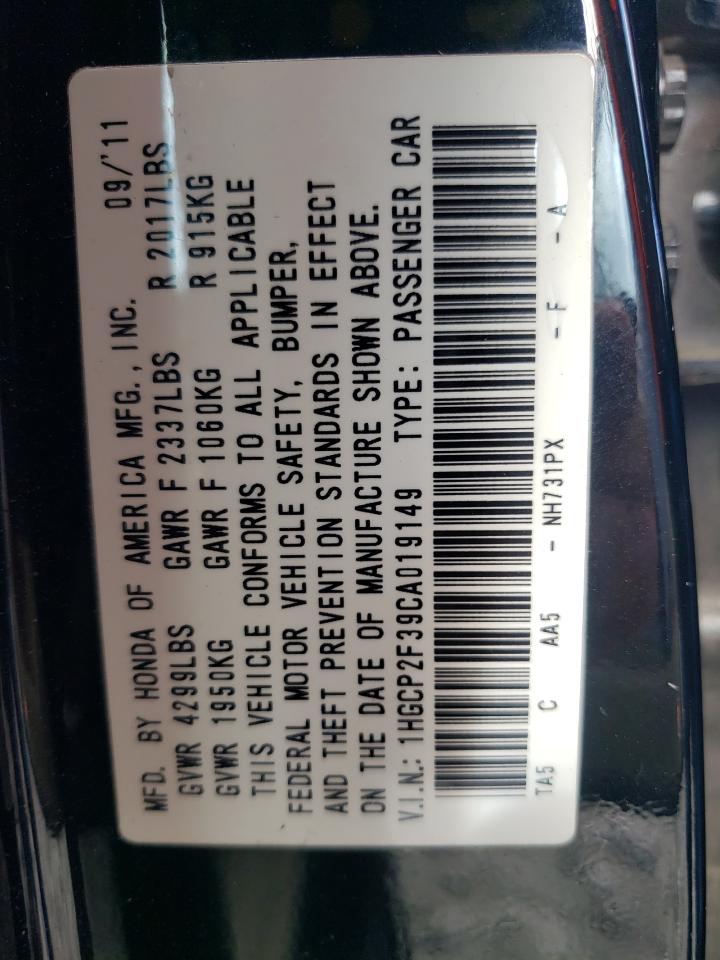 MFD. BY HONDA OF AMERICA MFG., INC. 09/'11
GVWR 4299LBS GAWR F 2337LBS R 2017LBS
GVWR 1950KG GAWR F 1060KG R 915KG
THIS VEHICLE CONFORMS TO ALL APPLICABLE
FEDERAL MOTOR VEHICLE SAFETY, BUMPER,
AND THEFT PREVENTION STANDARDS IN EFFECT
ON THE DATE OF MANUFACTURE SHOWN ABOVE.
V.I.N.: 1HGCP2F39CA019149 TYPE: PASSENGER CAR
TA5 C AA5 - NH731PX - F - A